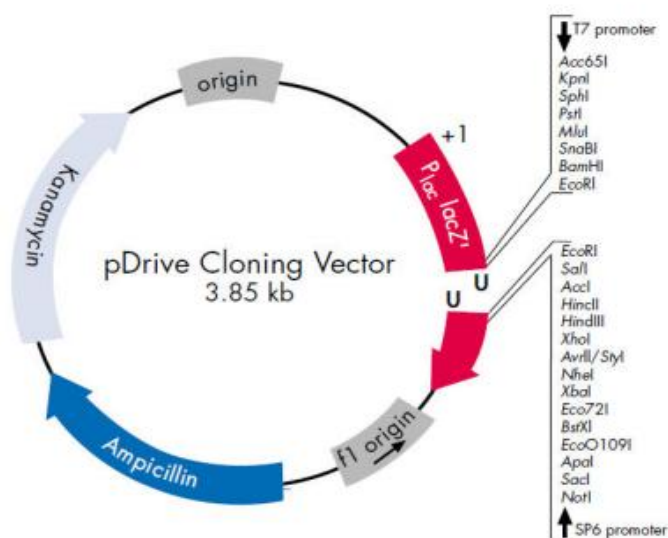 T7 promoter
Acc65I
KpnI
SphI
PstI
MluI
SnaBI
BamHI
EcoRI
origin
+1
Plac lacZ'
Kanamycin
pDrive Cloning Vector
3.85 kb
U
U
EcoRI
SalI
AccI
HincII
HindIII
XhoI
AvrII/StyI
NheI
XbaI
Eco72I
BstXI
EcoO109I
ApaI
SacI
NotI
SP6 promoter
f1 origin
Ampicillin